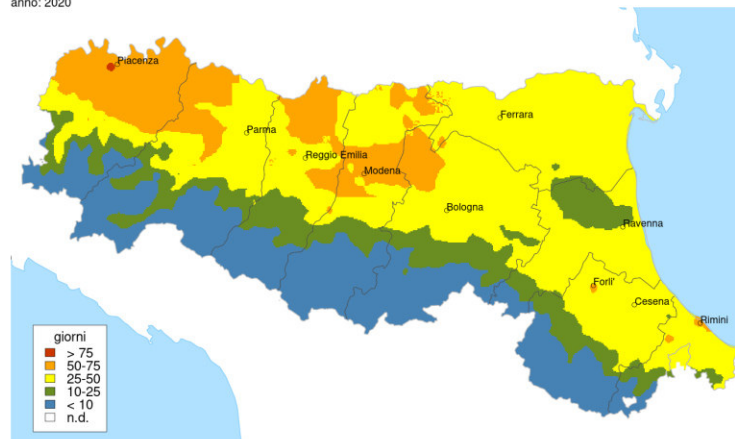 anno: 2020
Piacenza
Parma
Reggio Emilia
Modena
Ferrara
Bologna
Ravenna
Forli'
Cesena
Rimini
giorni
> 75
50-75
25-50
10-25
< 10
n.d.